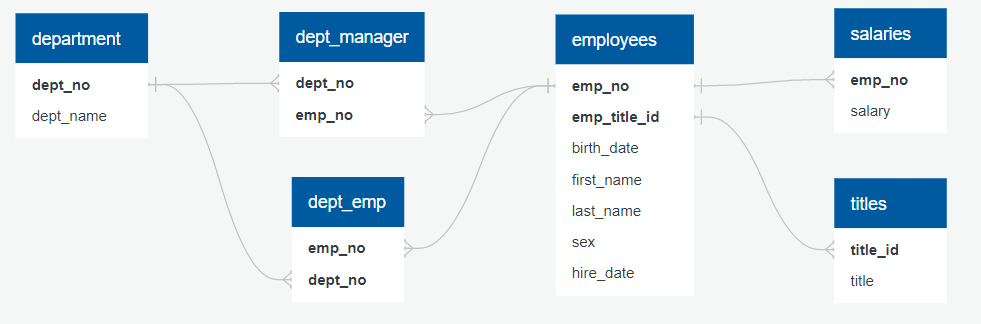 department
dept_no
dept_name
dept_manager
dept_no
emp_no
dept_emp
emp_no
dept_no
employees
emp_no
emp_title_id
birth_date
first_name
last_name
sex
hire_date
salaries
emp_no
salary
titles
title_id
title